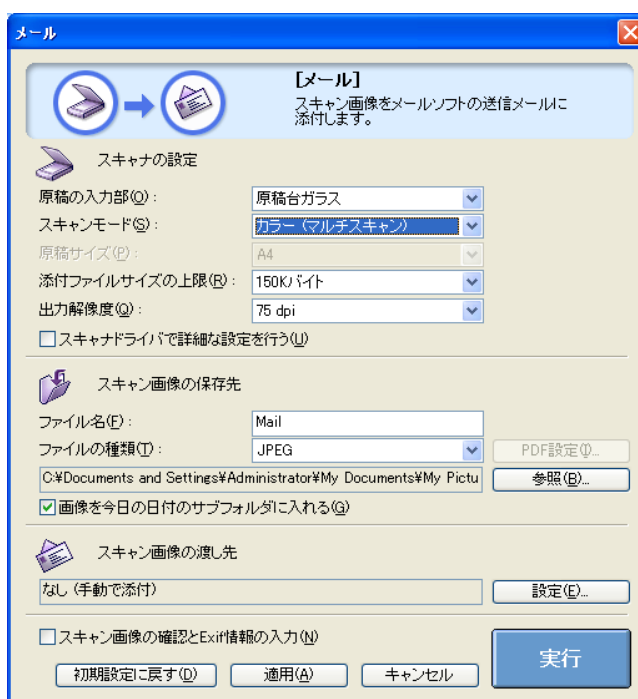 メール
[メール]
スキャン画像をメールソフトの送信メールに
添付します。
スキャナの設定
原稿の入力部(O) : 原稿台ガラス
スキャンモード(S) : カラー (マルチスキャン)
原稿サイズ(P) : A4
添付ファイルサイズの上限(R) : 150Kバイト
出力解像度(Q) : 75 dpi
スキャナドライバで詳細な設定を行う(U)
スキャン画像の保存先
ファイル名(F) : Mail
ファイルの種類(T) : JPEG PDF設定(I)...
C:¥Documents and Settings¥Administrator¥My Documents¥My Pictu 参照(B)...
画像を今日の日付のサブフォルダに入れる(G)
スキャン画像の渡し先
なし (手動で添付) 設定(E)...
スキャン画像の確認とExif情報の入力(N)
実行
初期設定に戻す(D) 適用(A) キャンセル